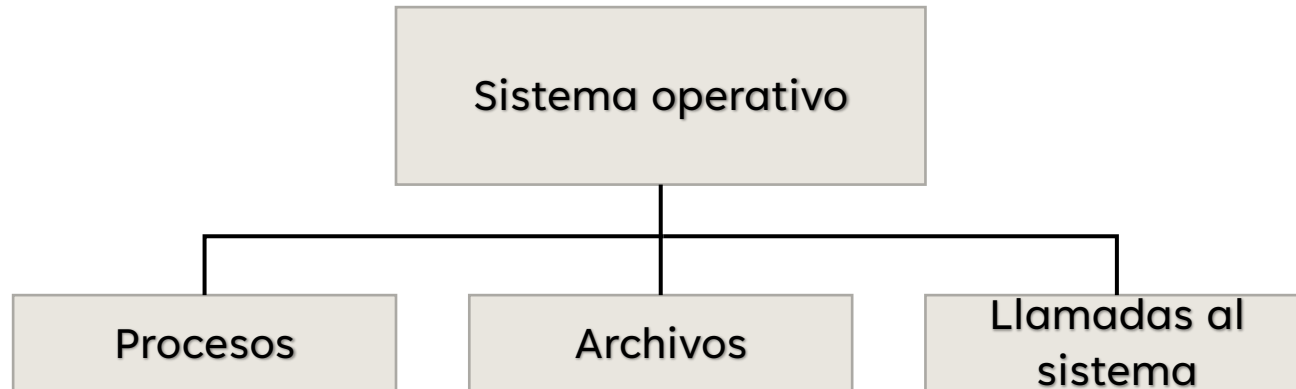 Sistema operativo
Procesos
Archivos
Llamadas al
sistema